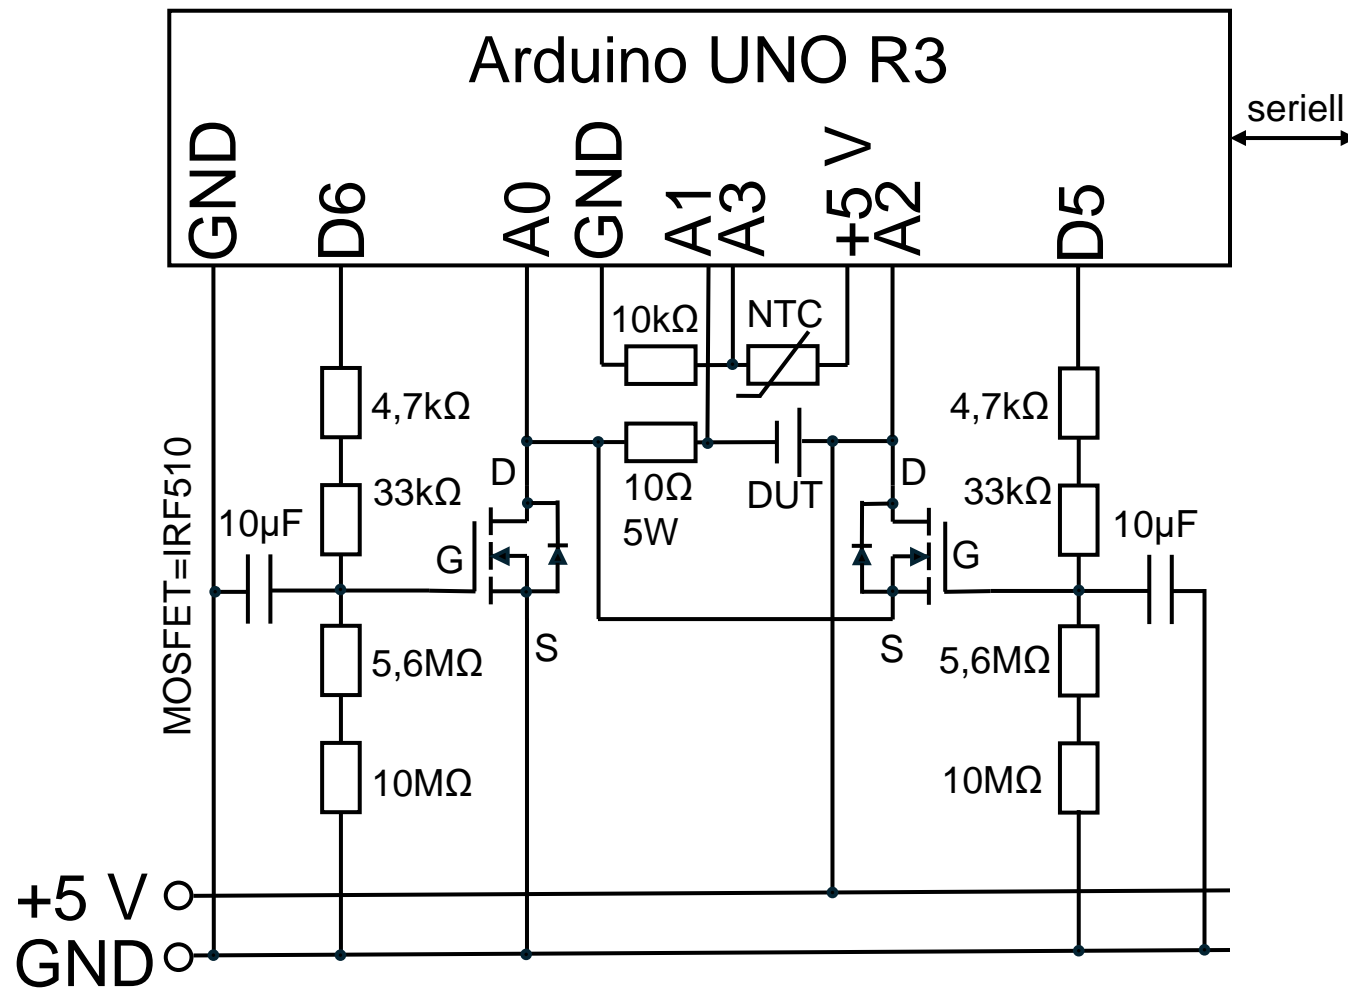 Arduino UNO R3
seriell
GND
D6
A0
GND
A1
A3
+5 V
A2
D5
10kΩ
NTC
4,7kΩ
4,7kΩ
MOSFET=IRF510
D
D
10µF
33kΩ
10Ω
5W
DUT
33kΩ
10µF
G
G
S
S
5,6MΩ
5,6MΩ
10MΩ
10MΩ
+5 V
GND